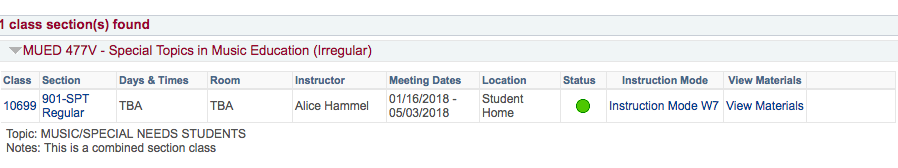 1 class section(s) found
MUED 477V - Special Topics in Music Education (Irregular)
Class Section Days & Times Room Instructor Meeting Dates Location Status Instruction Mode View Materials
10699 901-SPT Regular TBA TBA Alice Hammel 01/16/2018 - 05/03/2018 Student Home Instruction Mode W7 View Materials
Topic: MUSIC/SPECIAL NEEDS STUDENTS
Notes: This is a combined section class